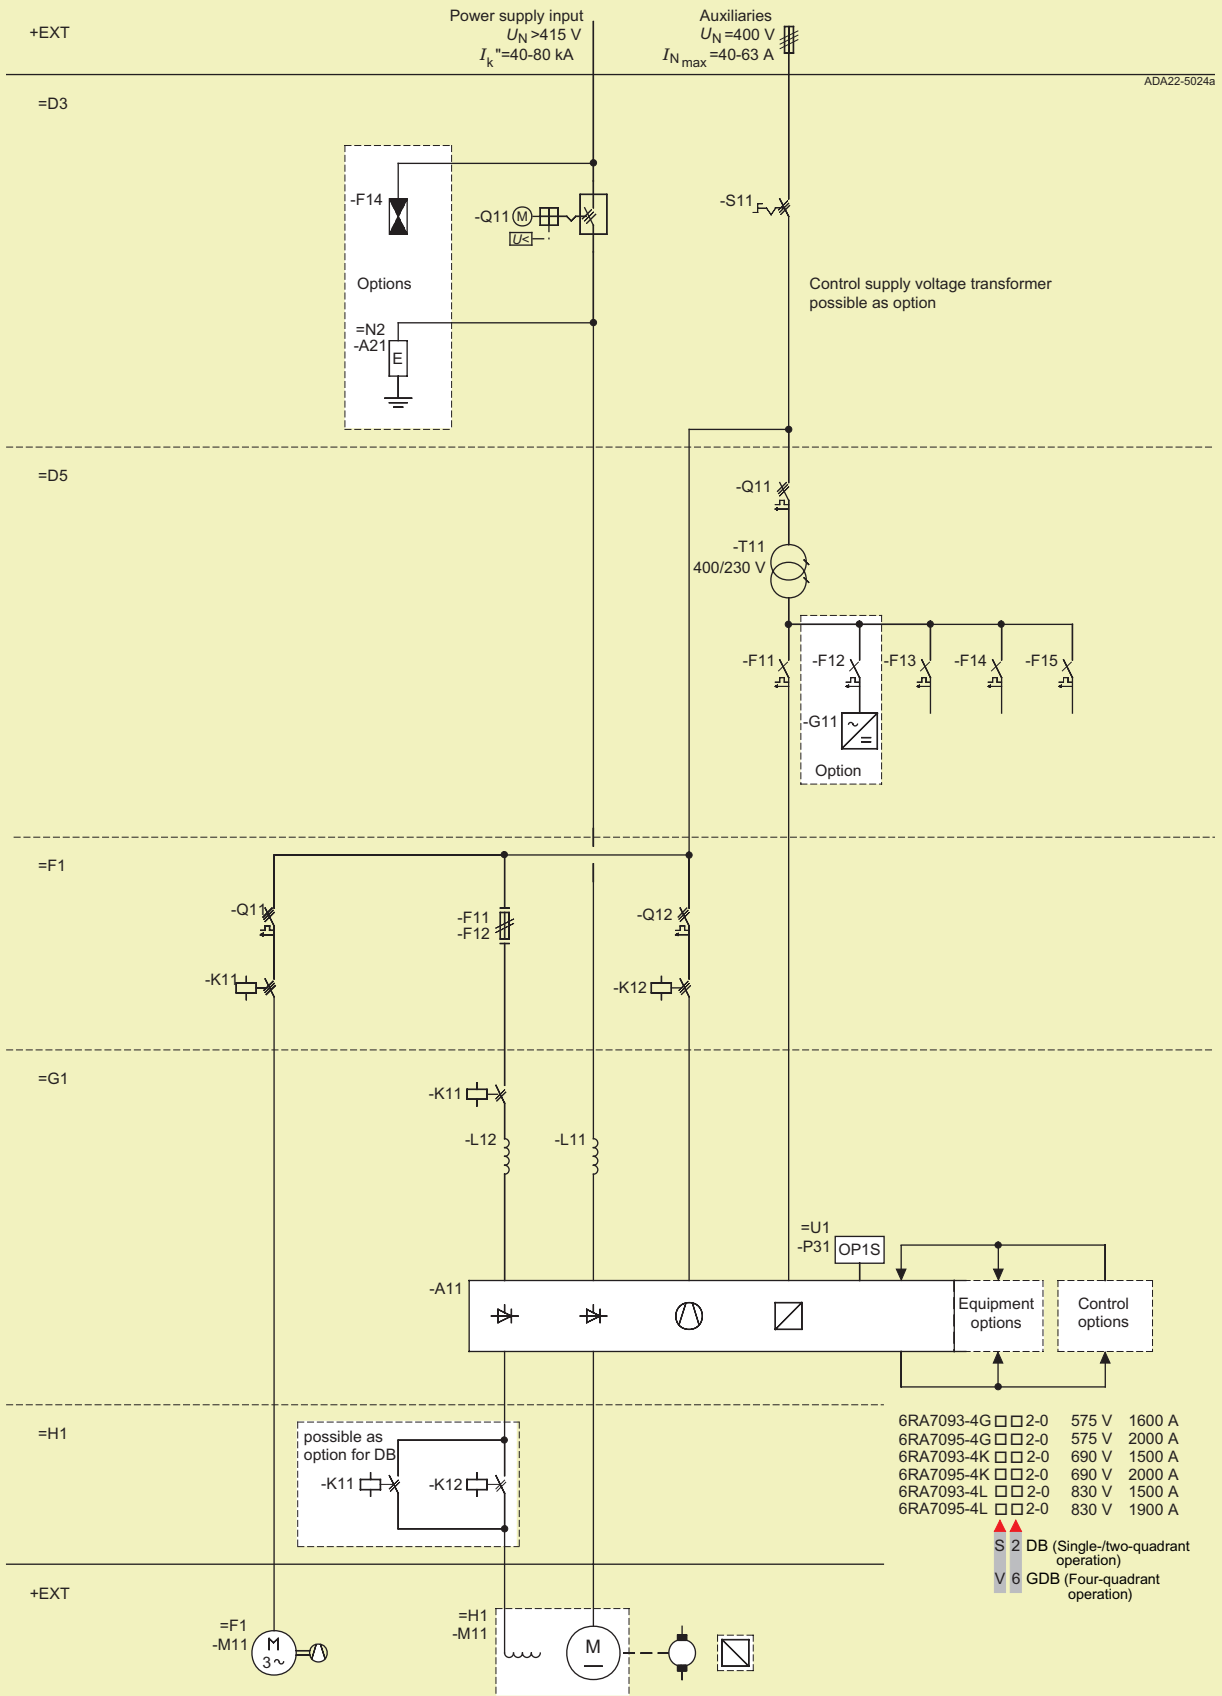 +EXT
Power supply input
UN >415 V
Ik"=40-80 kA
Auxiliaries
UN =400 V
IN max =40-63 A
ADA22-5024a
=D3
-F14
Options
=N2
-A21
E
-Q11
M
U<
-S11
Control supply voltage transformer
possible as option
=D5
-Q11
-T11
400/230 V
-F11
-F12
-F13
-F14
-F15
-G11
~
=
Option
=F1
-Q11
-F11
-F12
-Q12
-K11
-K12
=G1
-K11
-L12
-L11
=U1
-P31
OP1S
-A11
Equipment
options
Control
options
=H1
possible as
option for DB
-K11
-K12
6RA7093-4G □ □ 2-0 575 V 1600 A
6RA7095-4G □ □ 2-0 575 V 2000 A
6RA7093-4K □ □ 2-0 690 V 1500 A
6RA7095-4K □ □ 2-0 690 V 2000 A
6RA7093-4L □ □ 2-0 830 V 1500 A
6RA7095-4L □ □ 2-0 830 V 1900 A
S 2 DB (Single-/two-quadrant
operation)
V 6 GDB (Four-quadrant
operation)
+EXT
=F1
-M11
M
3 ~
=H1
-M11
M